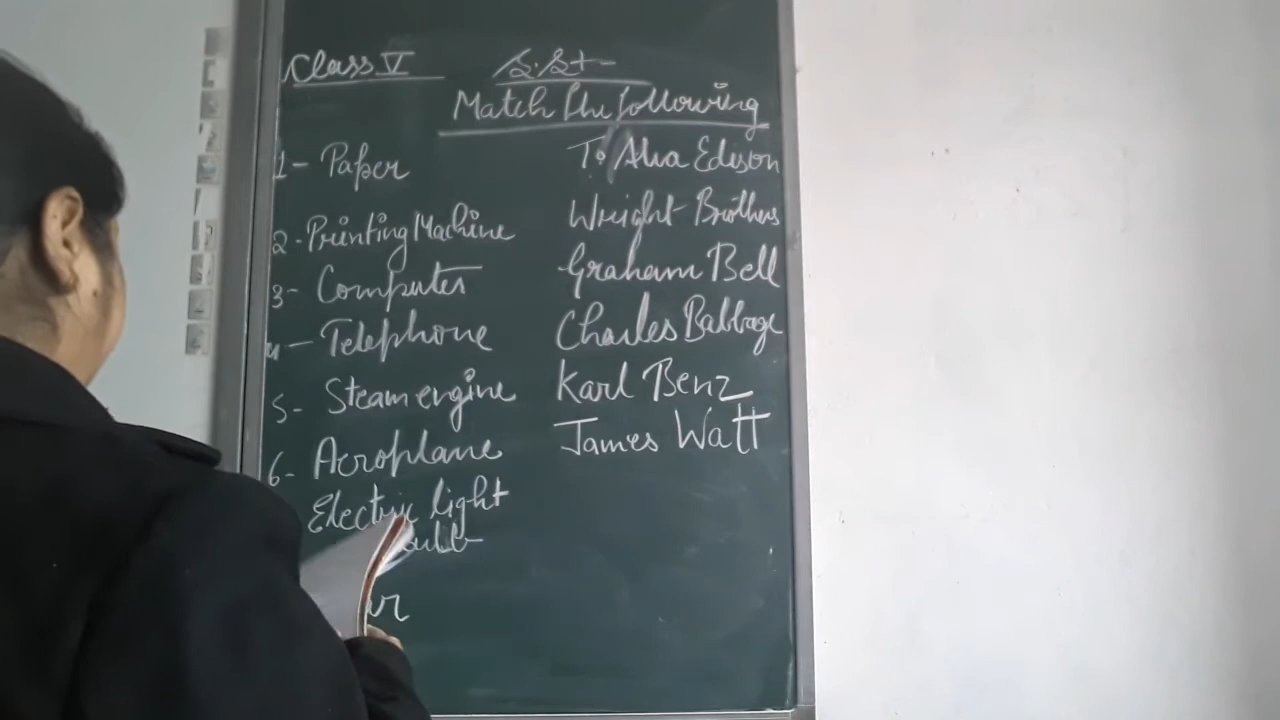 Class V
S.St
Match the following
1- Paper
T. Alva Edison
2- Printing Machine
Wright Brothers
3- Computer
Graham Bell
4- Telephone
Charles Babbage
5- Steam engine
Karl Benz
6- Aeroplane
James Watt
Electric light